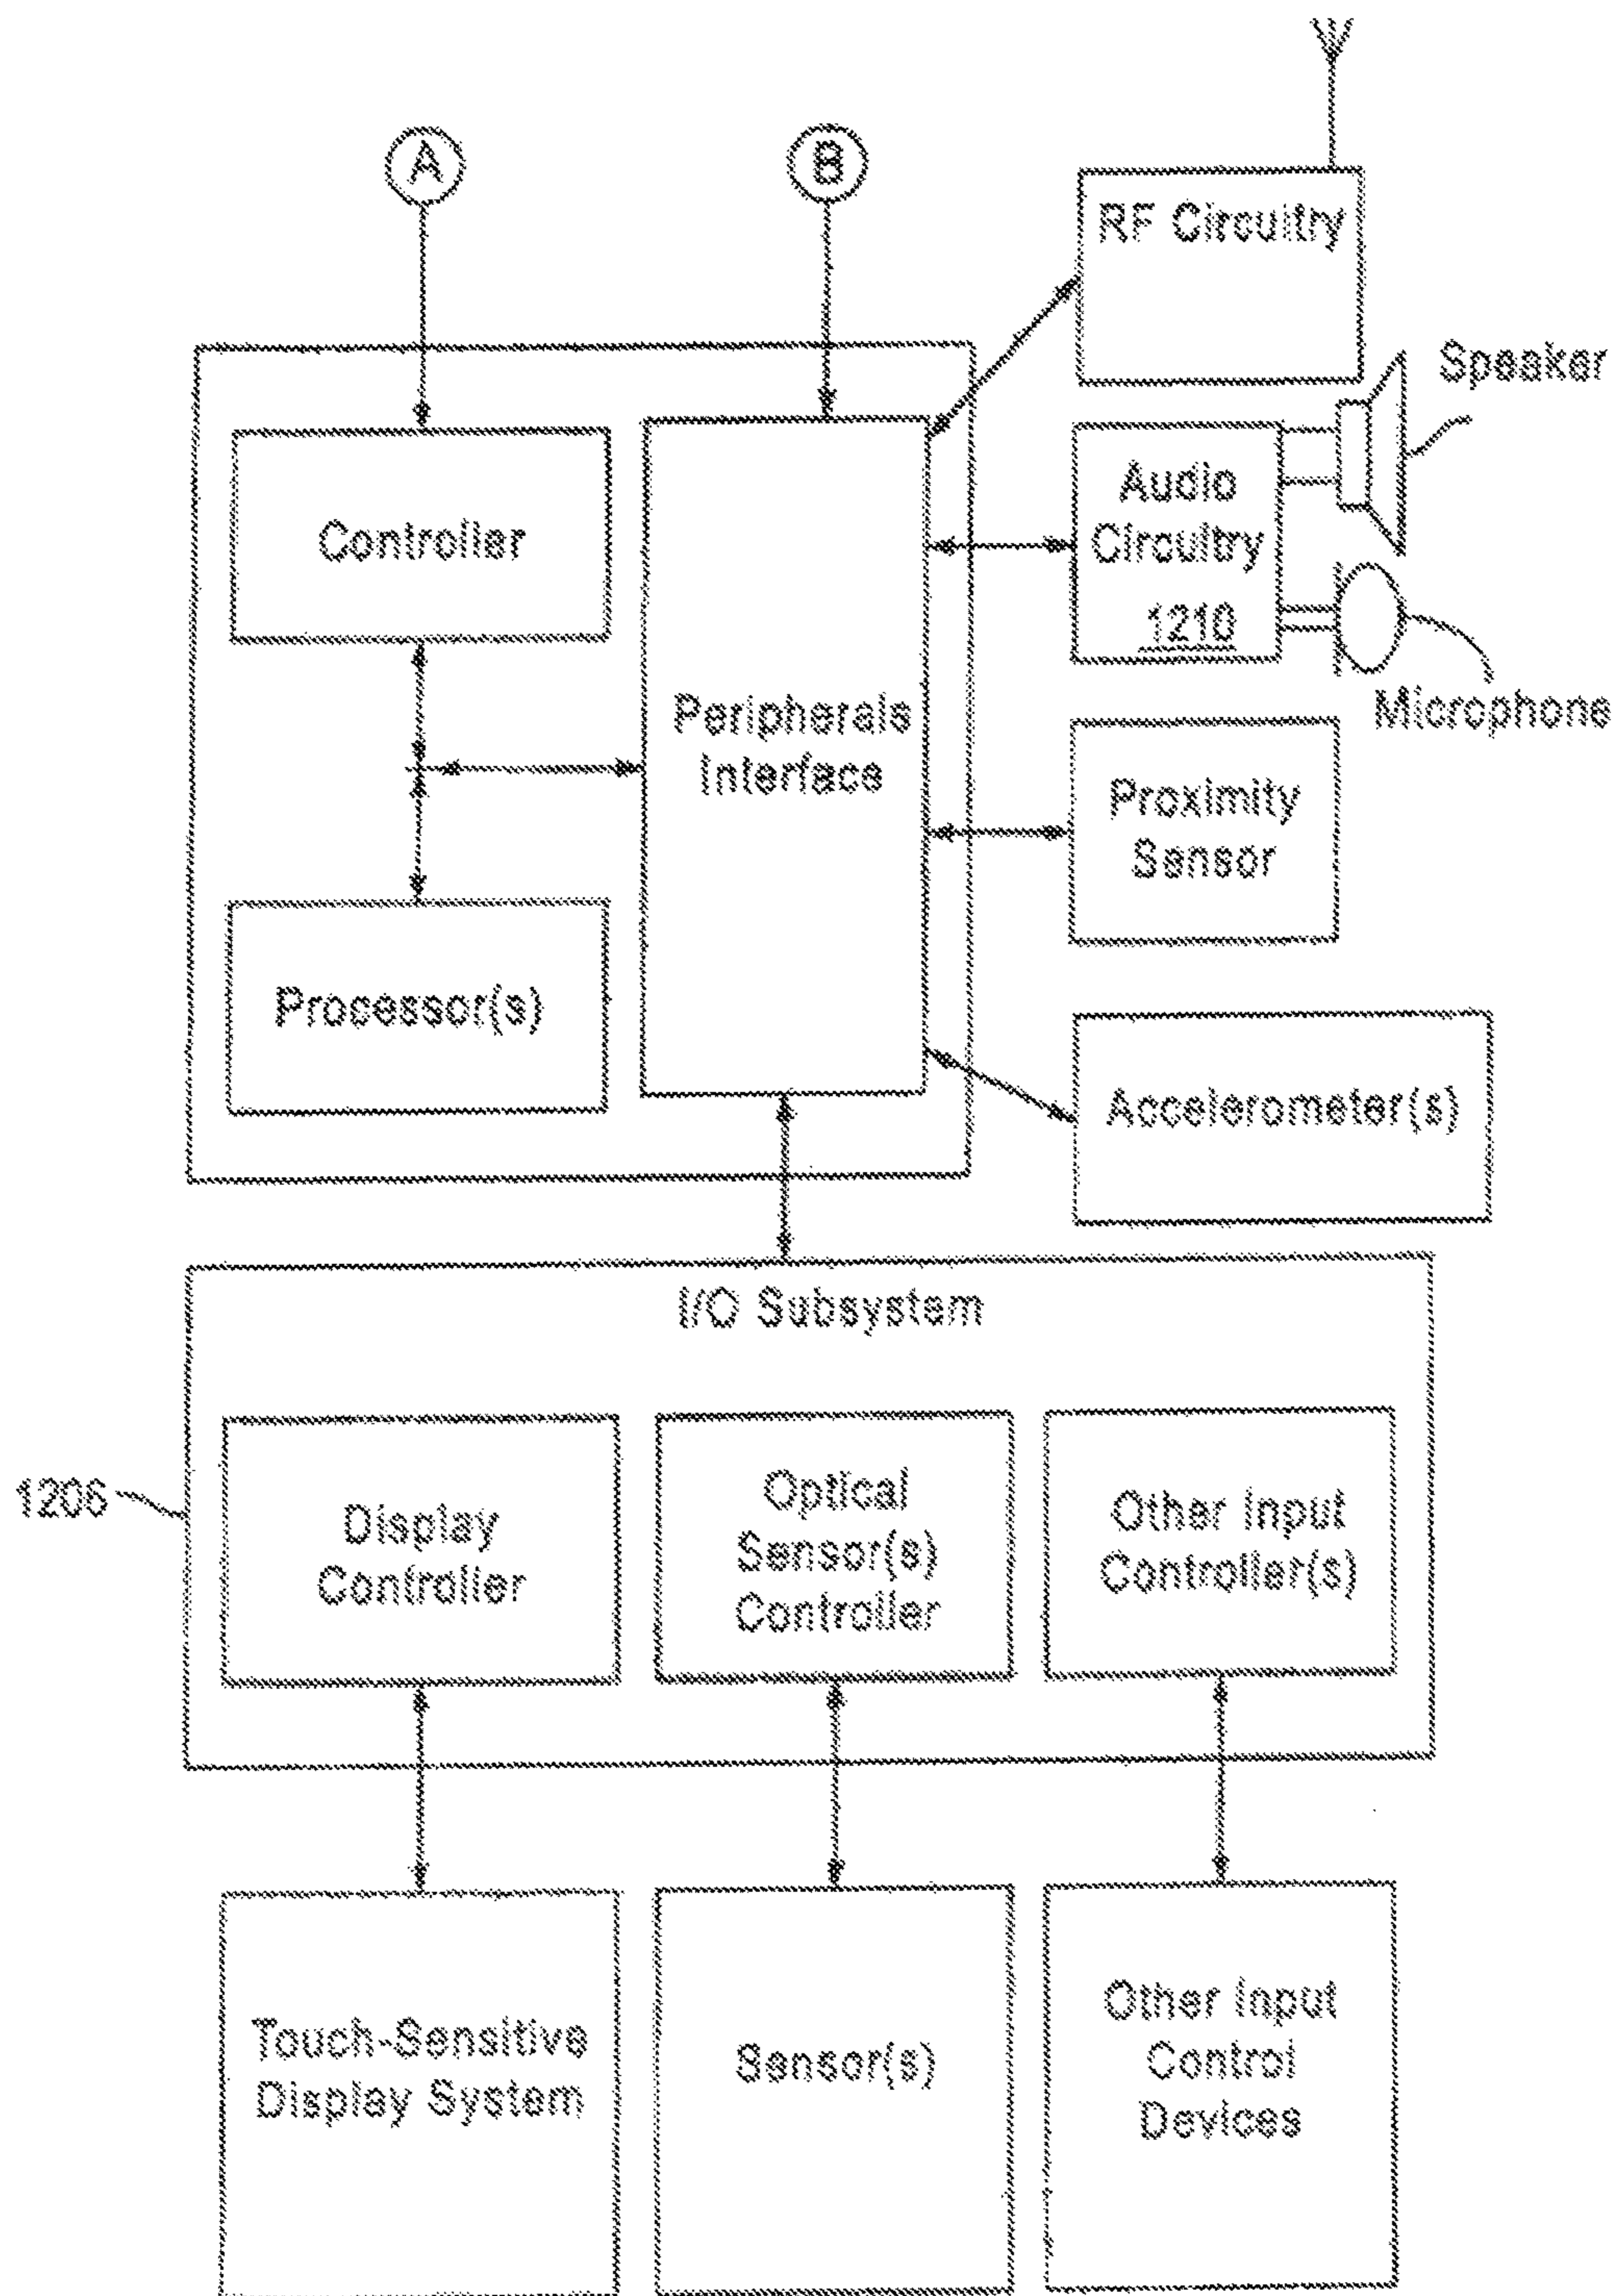 A
B
RF Circuitry
Speaker
Controller
Audio
Circuitry
1210
Microphone
Peripherals
Interface
Proximity
Sensor
Processor(s)
Accelerometer(s)
I/O Subsystem
1206
Display
Controller
Optical
Sensor(s)
Controller
Other Input
Controller(s)
Touch-Sensitive
Display System
Sensor(s)
Other Input
Control
Devices